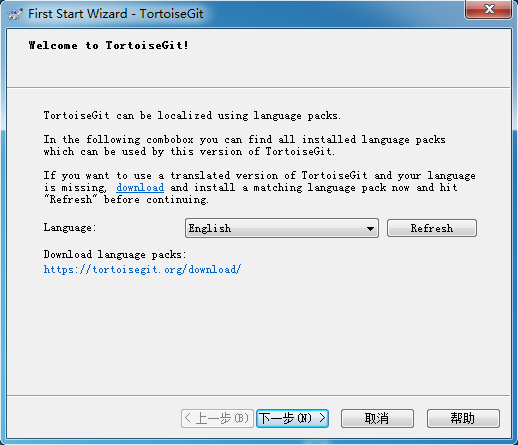 First Start Wizard - TortoiseGit
Welcome to TortoiseGit!
TortoiseGit can be localized using language packs.
In the following combobox you can find all installed language packs
which can be used by this version of TortoiseGit.
If you want to use a translated version of TortoiseGit and your language
is missing, download and install a matching language pack now and hit
"Refresh" before continuing.
Language: English Refresh
Download language packs:
https://tortoisegit.org/download/
< 上一步(B) 下一步(N) > 取消 帮助